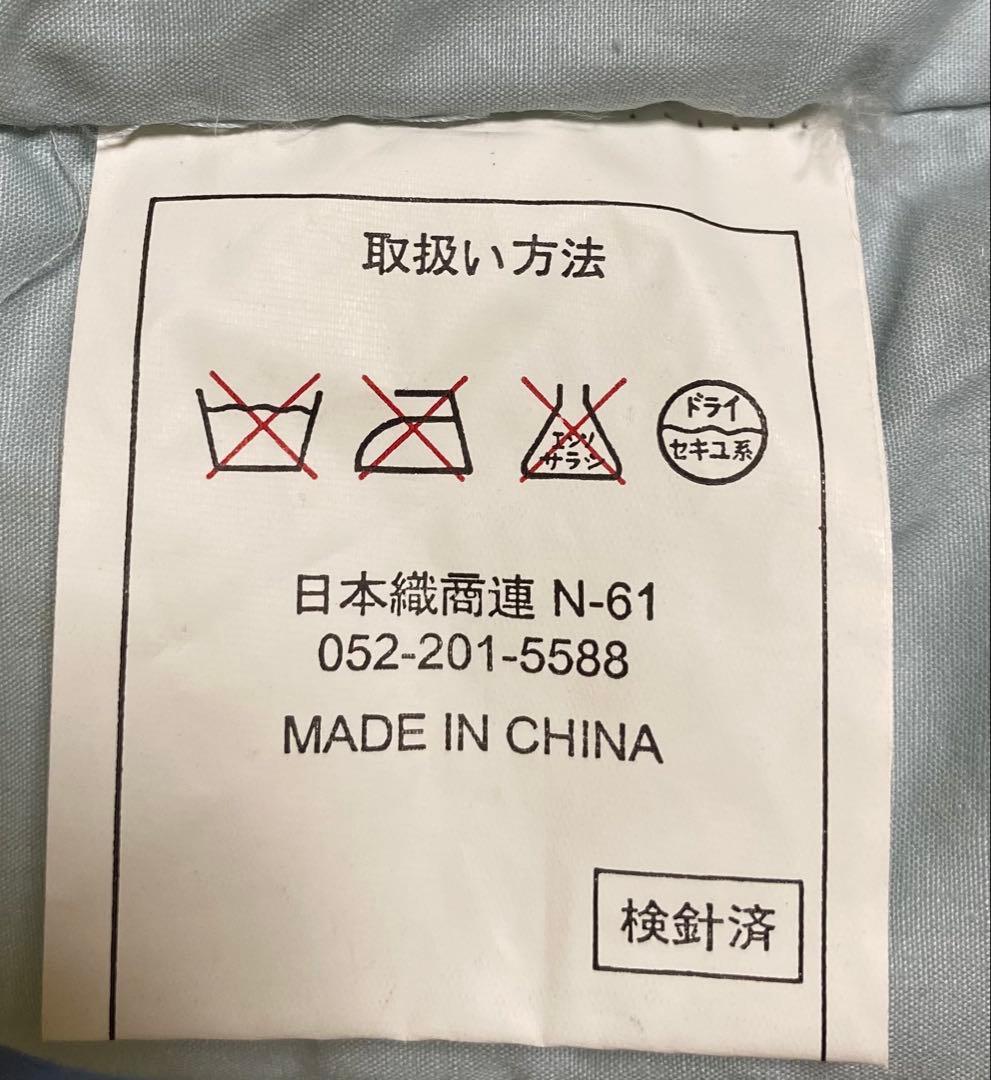 取扱い方法
エンソ
サラシ
ドライ
セキユ系
日本織商連 N-61
052-201-5588
MADE IN CHINA
検針済